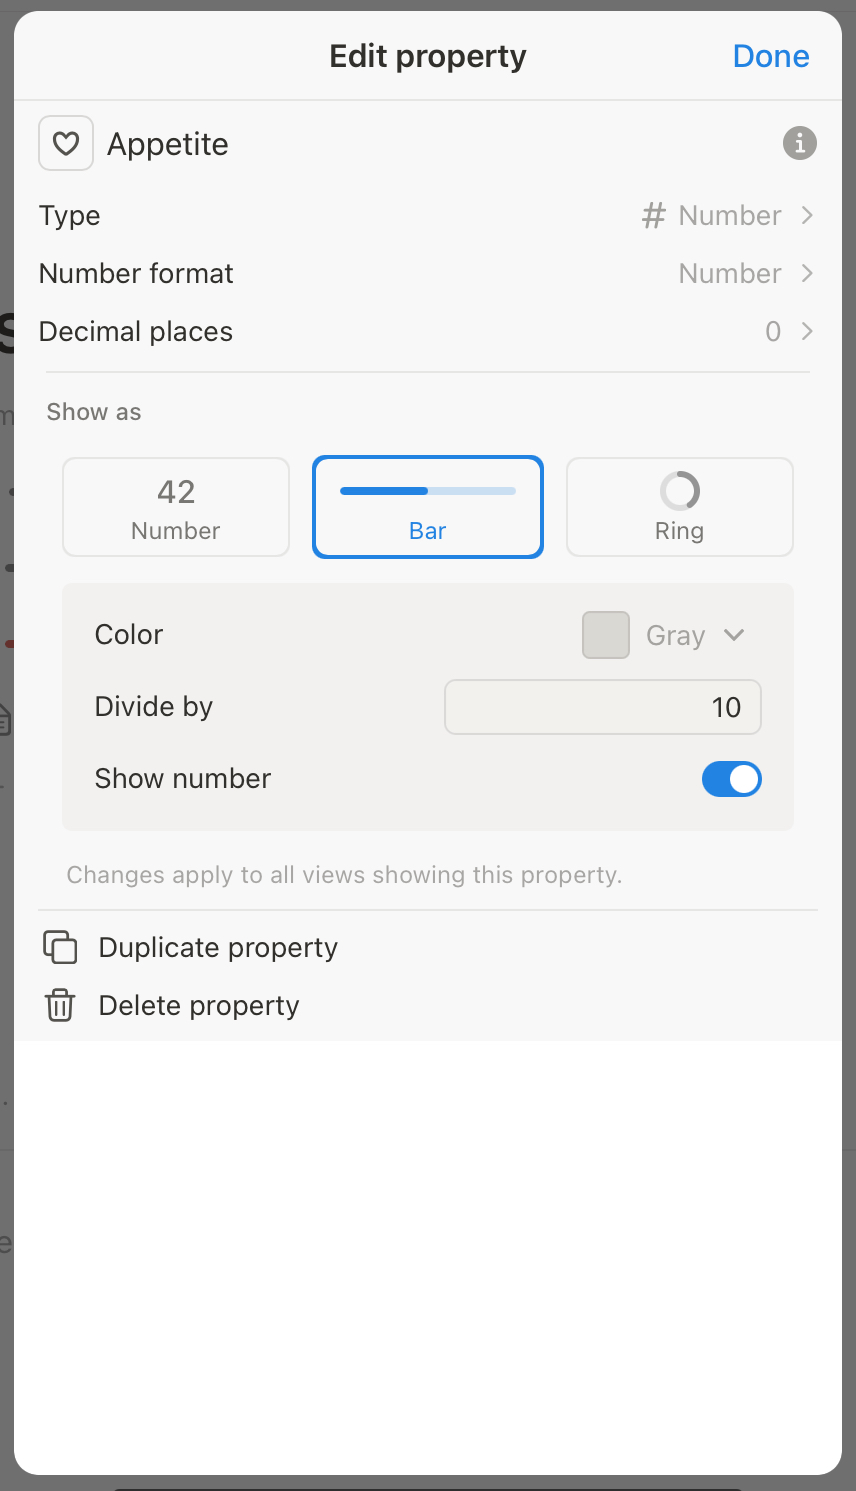 Edit property
Done
Appetite
Type
# Number
Number format
Number
Decimal places
0
Show as
42
Number
Bar
Ring
Color
Gray
Divide by
10
Show number
Changes apply to all views showing this property.
Duplicate property
Delete property